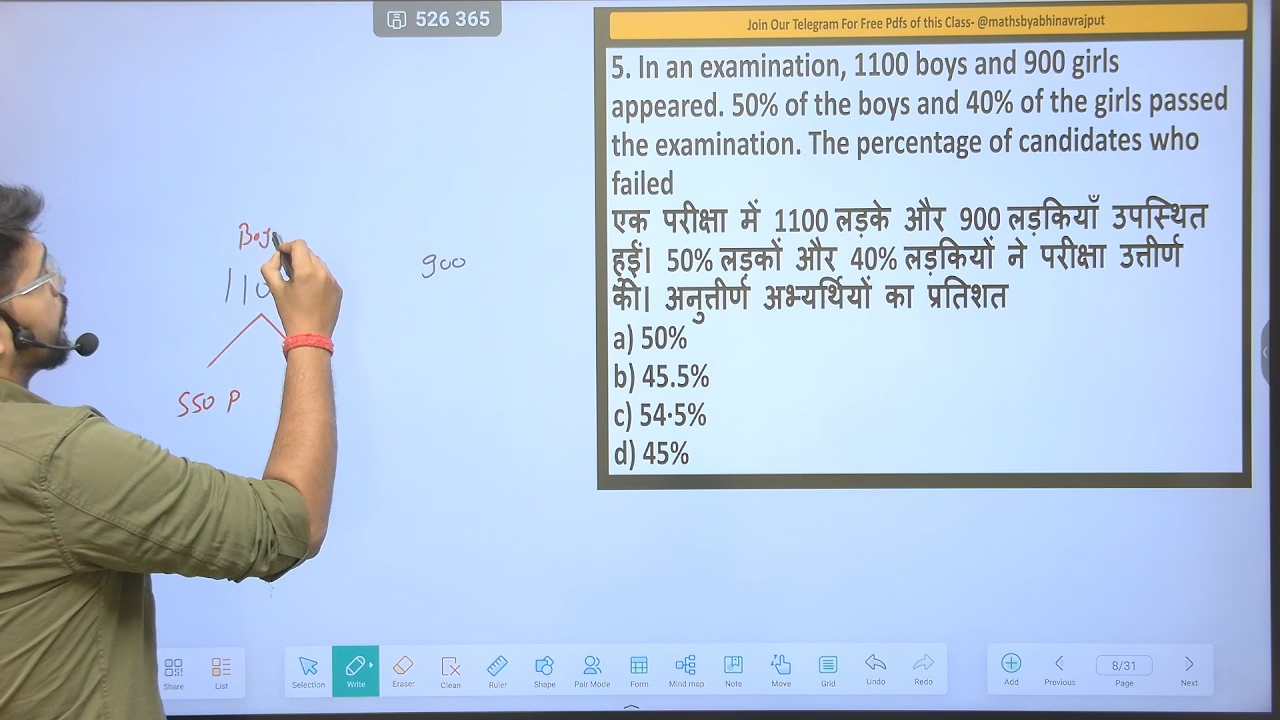 526 365
Join Our Telegram For Free Pdfs of this Class- @mathsbyabhinavrajput
5. In an examination, 1100 boys and 900 girls
appeared. 50% of the boys and 40% of the girls passed
the examination. The percentage of candidates who
failed
एक परीक्षा में 1100 लड़के और 900 लड़कियाँ उपस्थित
हुईं। 50% लड़कों और 40% लड़कियों ने परीक्षा उत्तीर्ण
की। अनुत्तीर्ण अभ्यर्थियों का प्रतिशत
a) 50%
b) 45.5%
c) 54·5%
d) 45%
Boy
110
900
550 P
Share
List
Selection
Write
Eraser
Clean
Ruler
Shape
Pair Mode
Form
Mind map
Note
Move
Grid
Undo
Redo
Add
Previous
8/31
Page
Next